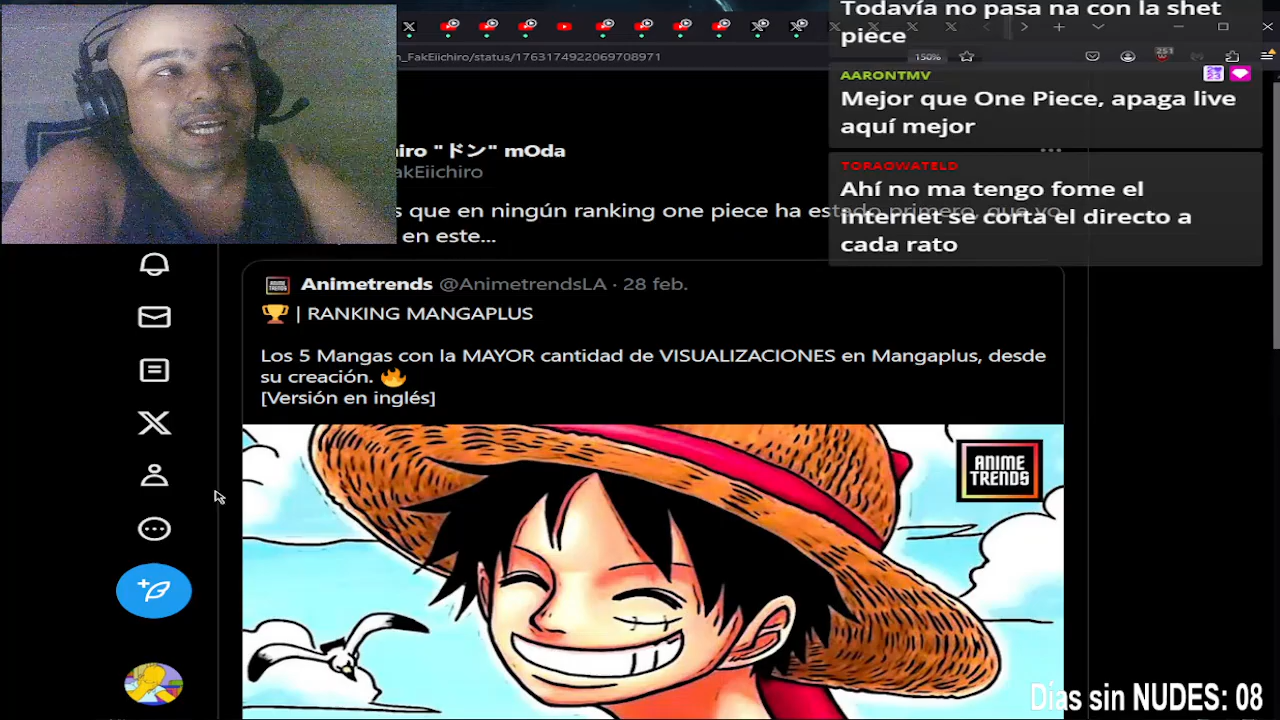 _FakEiichiro/status/1763174922069708971
150%
251
iro "ドン" mOda
akEiichiro
s que en ningún ranking one piece ha estado primero, que yo
en este...
Animetrends @AnimetrendsLA · 28 feb.
🏆 | RANKING MANGAPLUS
Los 5 Mangas con la MAYOR cantidad de VISUALIZACIONES en Mangaplus, desde
su creación. 🔥
[Versión en inglés]
ANIME
TRENDS
Todavía no pasa na con la shet
piece
AARONTMV
Mejor que One Piece, apaga live
aquí mejor
TORAOWATELD
Ahí no ma tengo fome el
internet se corta el directo a
cada rato
Días sin NUDES: 08